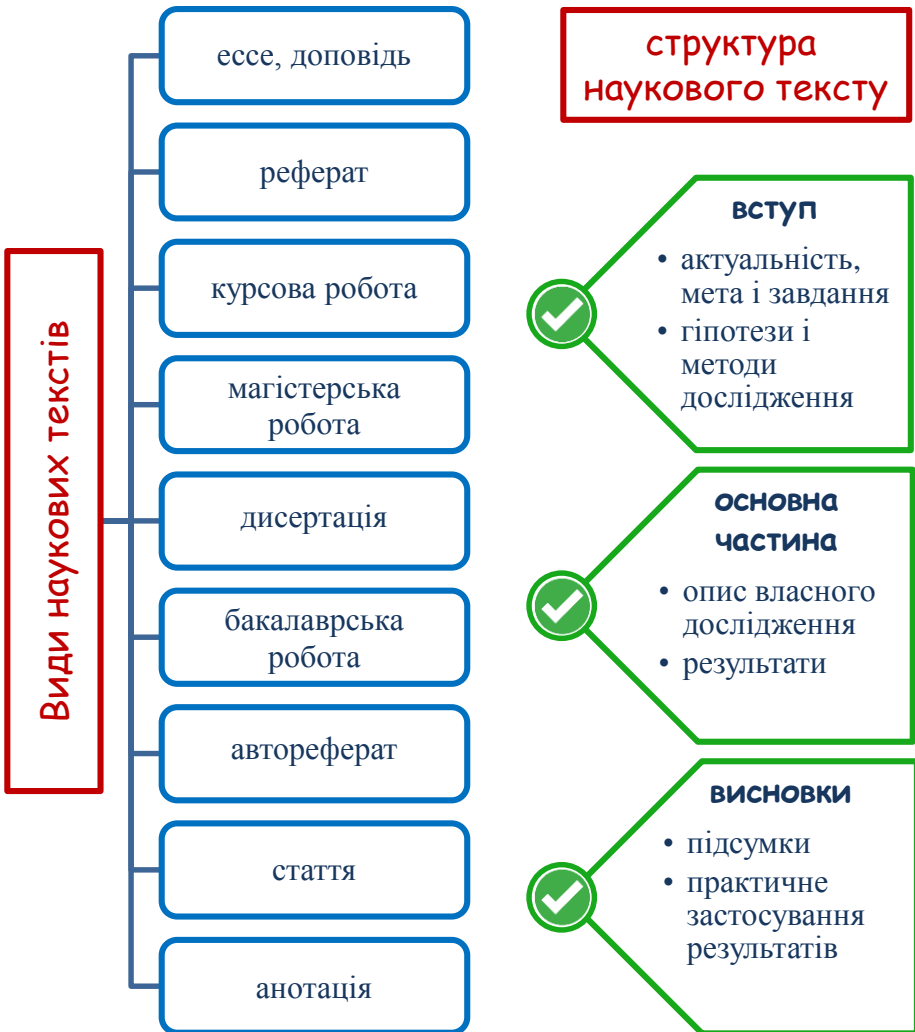 Види наукових текстів
ессе, доповідь
реферат
курсова робота
магістерська
робота
дисертація
бакалаврська
робота
автореферат
стаття
анотація
структура
наукового тексту
вступ
• актуальність,
мета і завдання
• гіпотези і
методи
дослідження
основна
частина
• опис власного
дослідження
• результати
висновки
• підсумки
• практичне
застосування
результатів